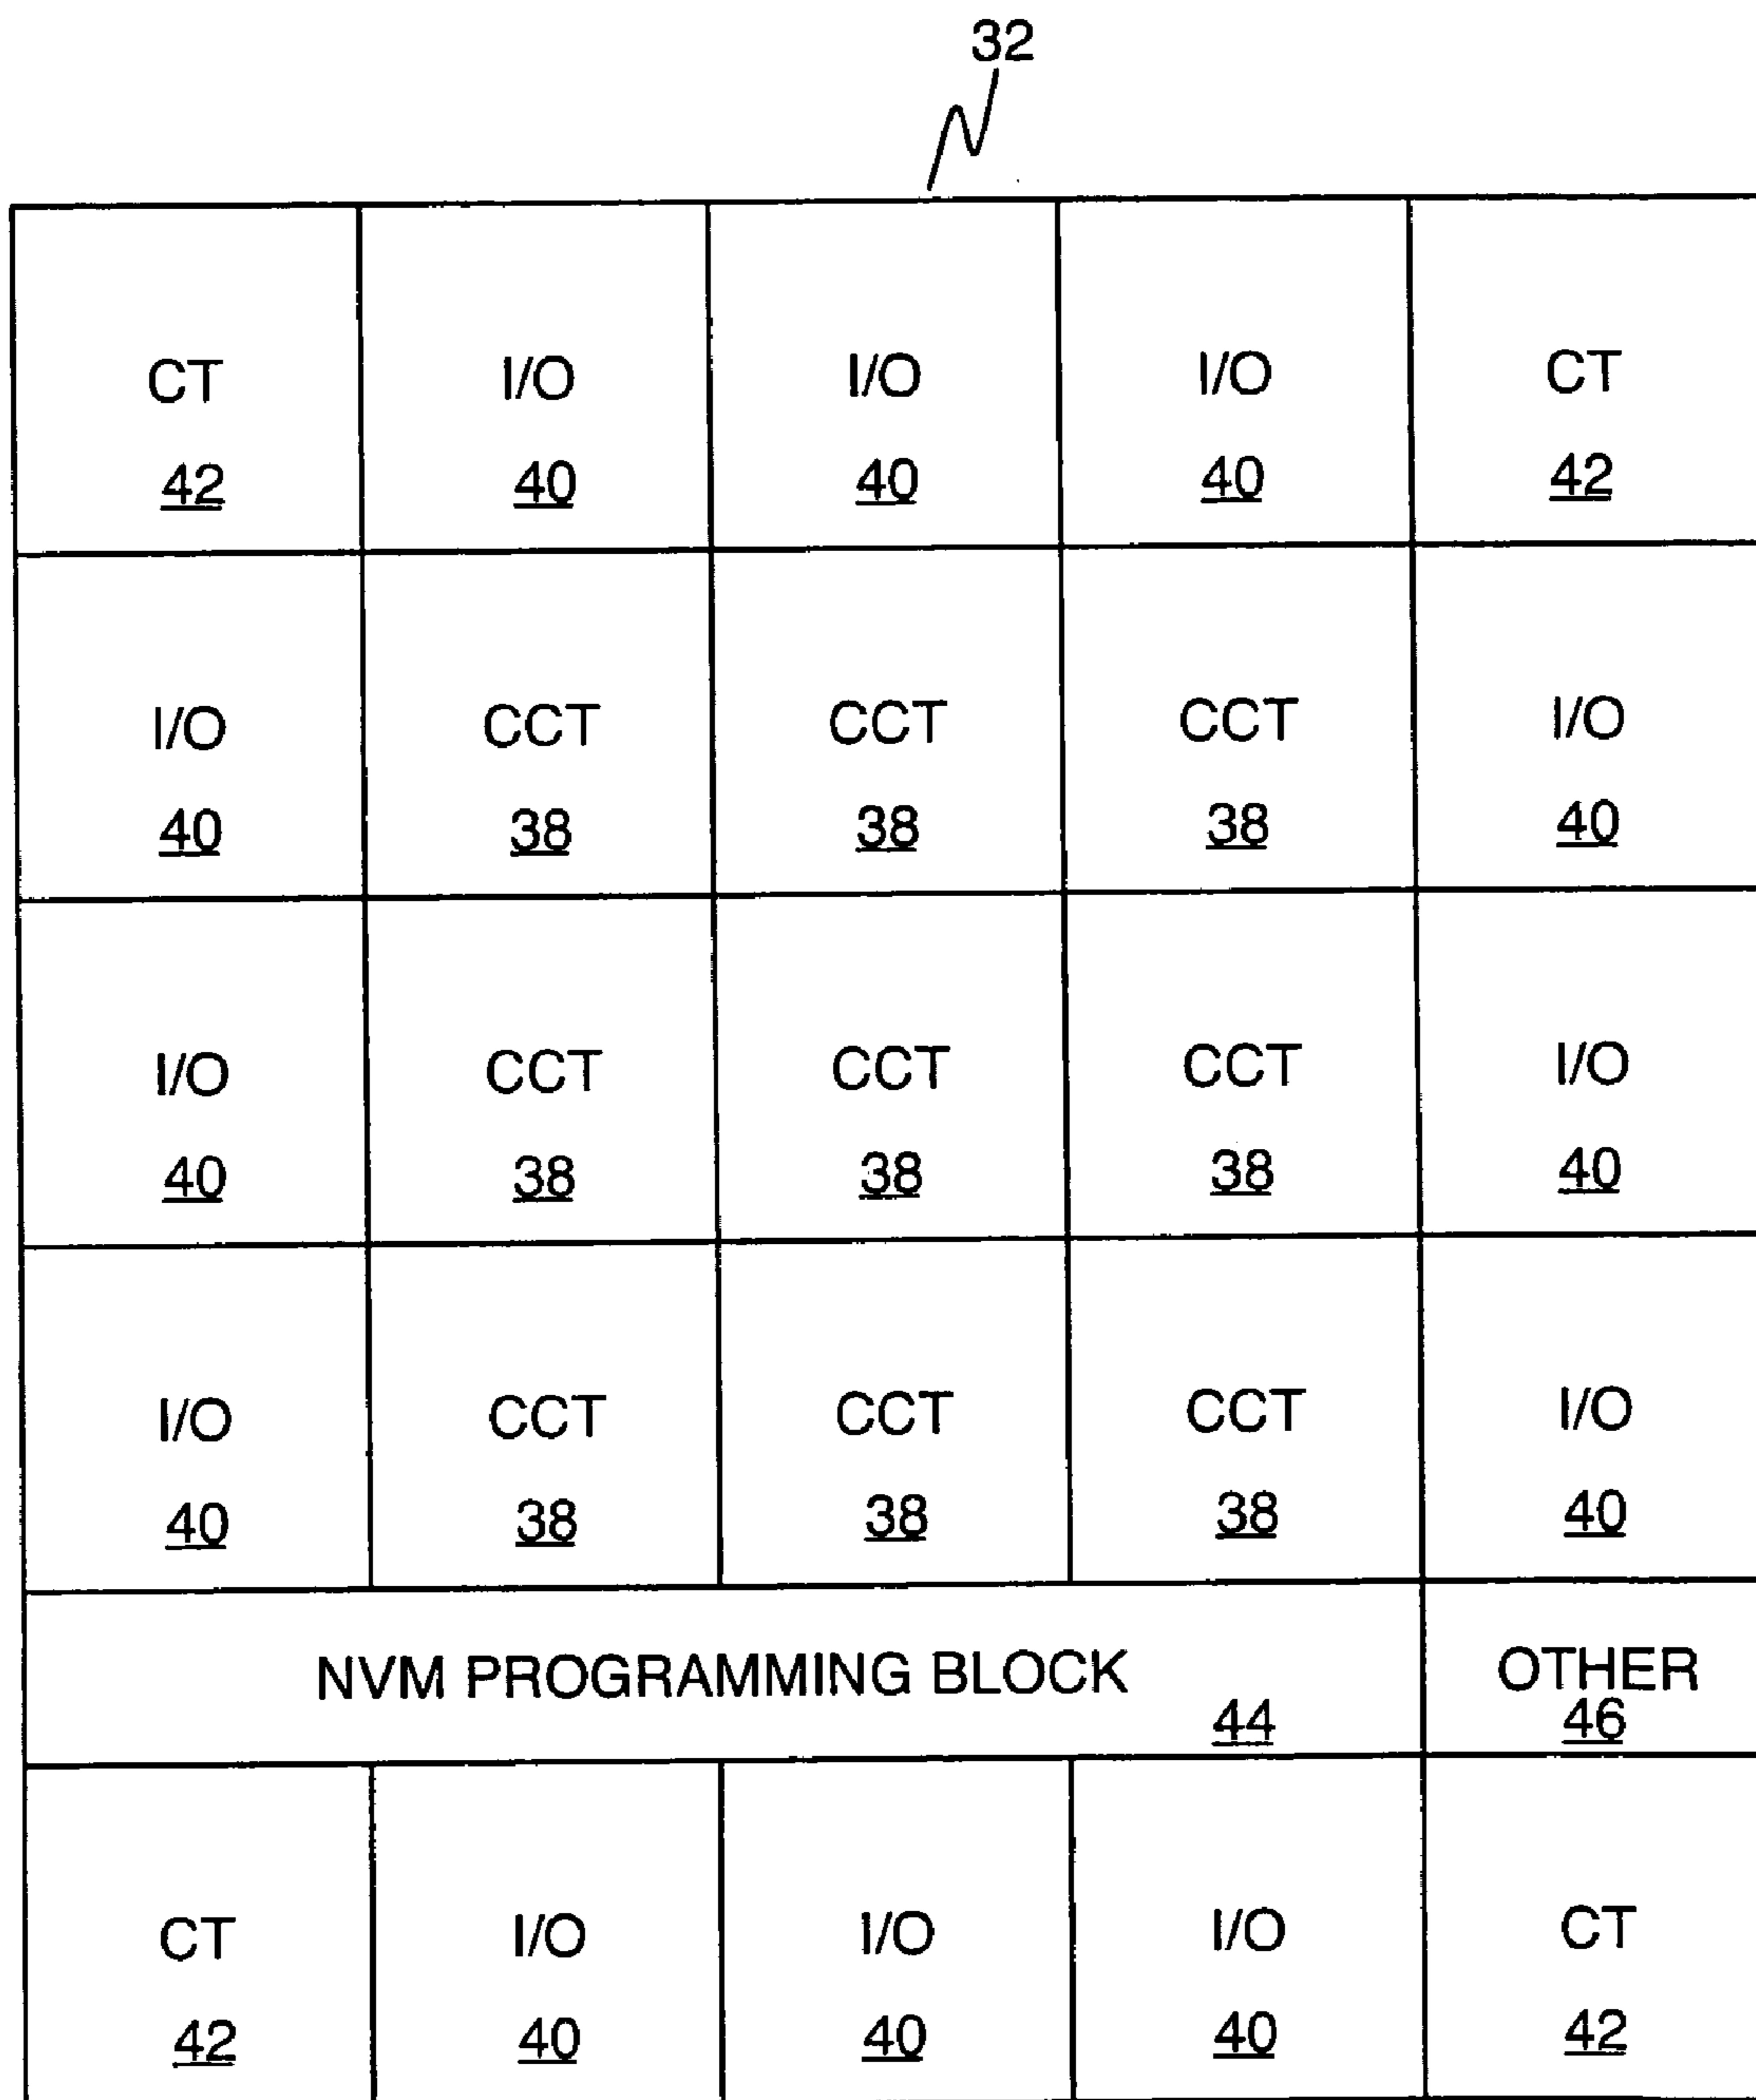 32
CT I/O I/O I/O CT
42 40 40 40 42
I/O CCT CCT CCT I/O
40 38 38 38 40
I/O CCT CCT CCT I/O
40 38 38 38 40
I/O CCT CCT CCT I/O
40 38 38 38 40
NVM PROGRAMMING BLOCK OTHER
44 46
CT I/O I/O I/O CT
42 40 40 40 42